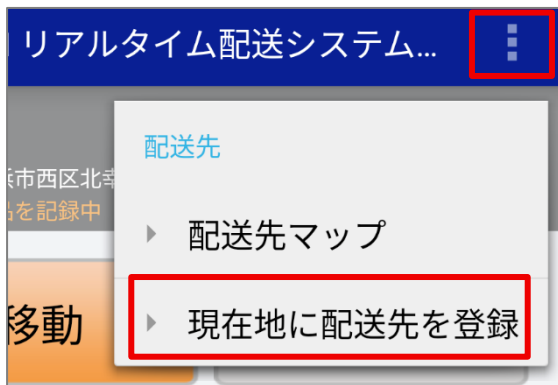 リアルタイム配送システム...
配送先
市西区北幸
を記録中
配送先マップ
移動
現在地に配送先を登録